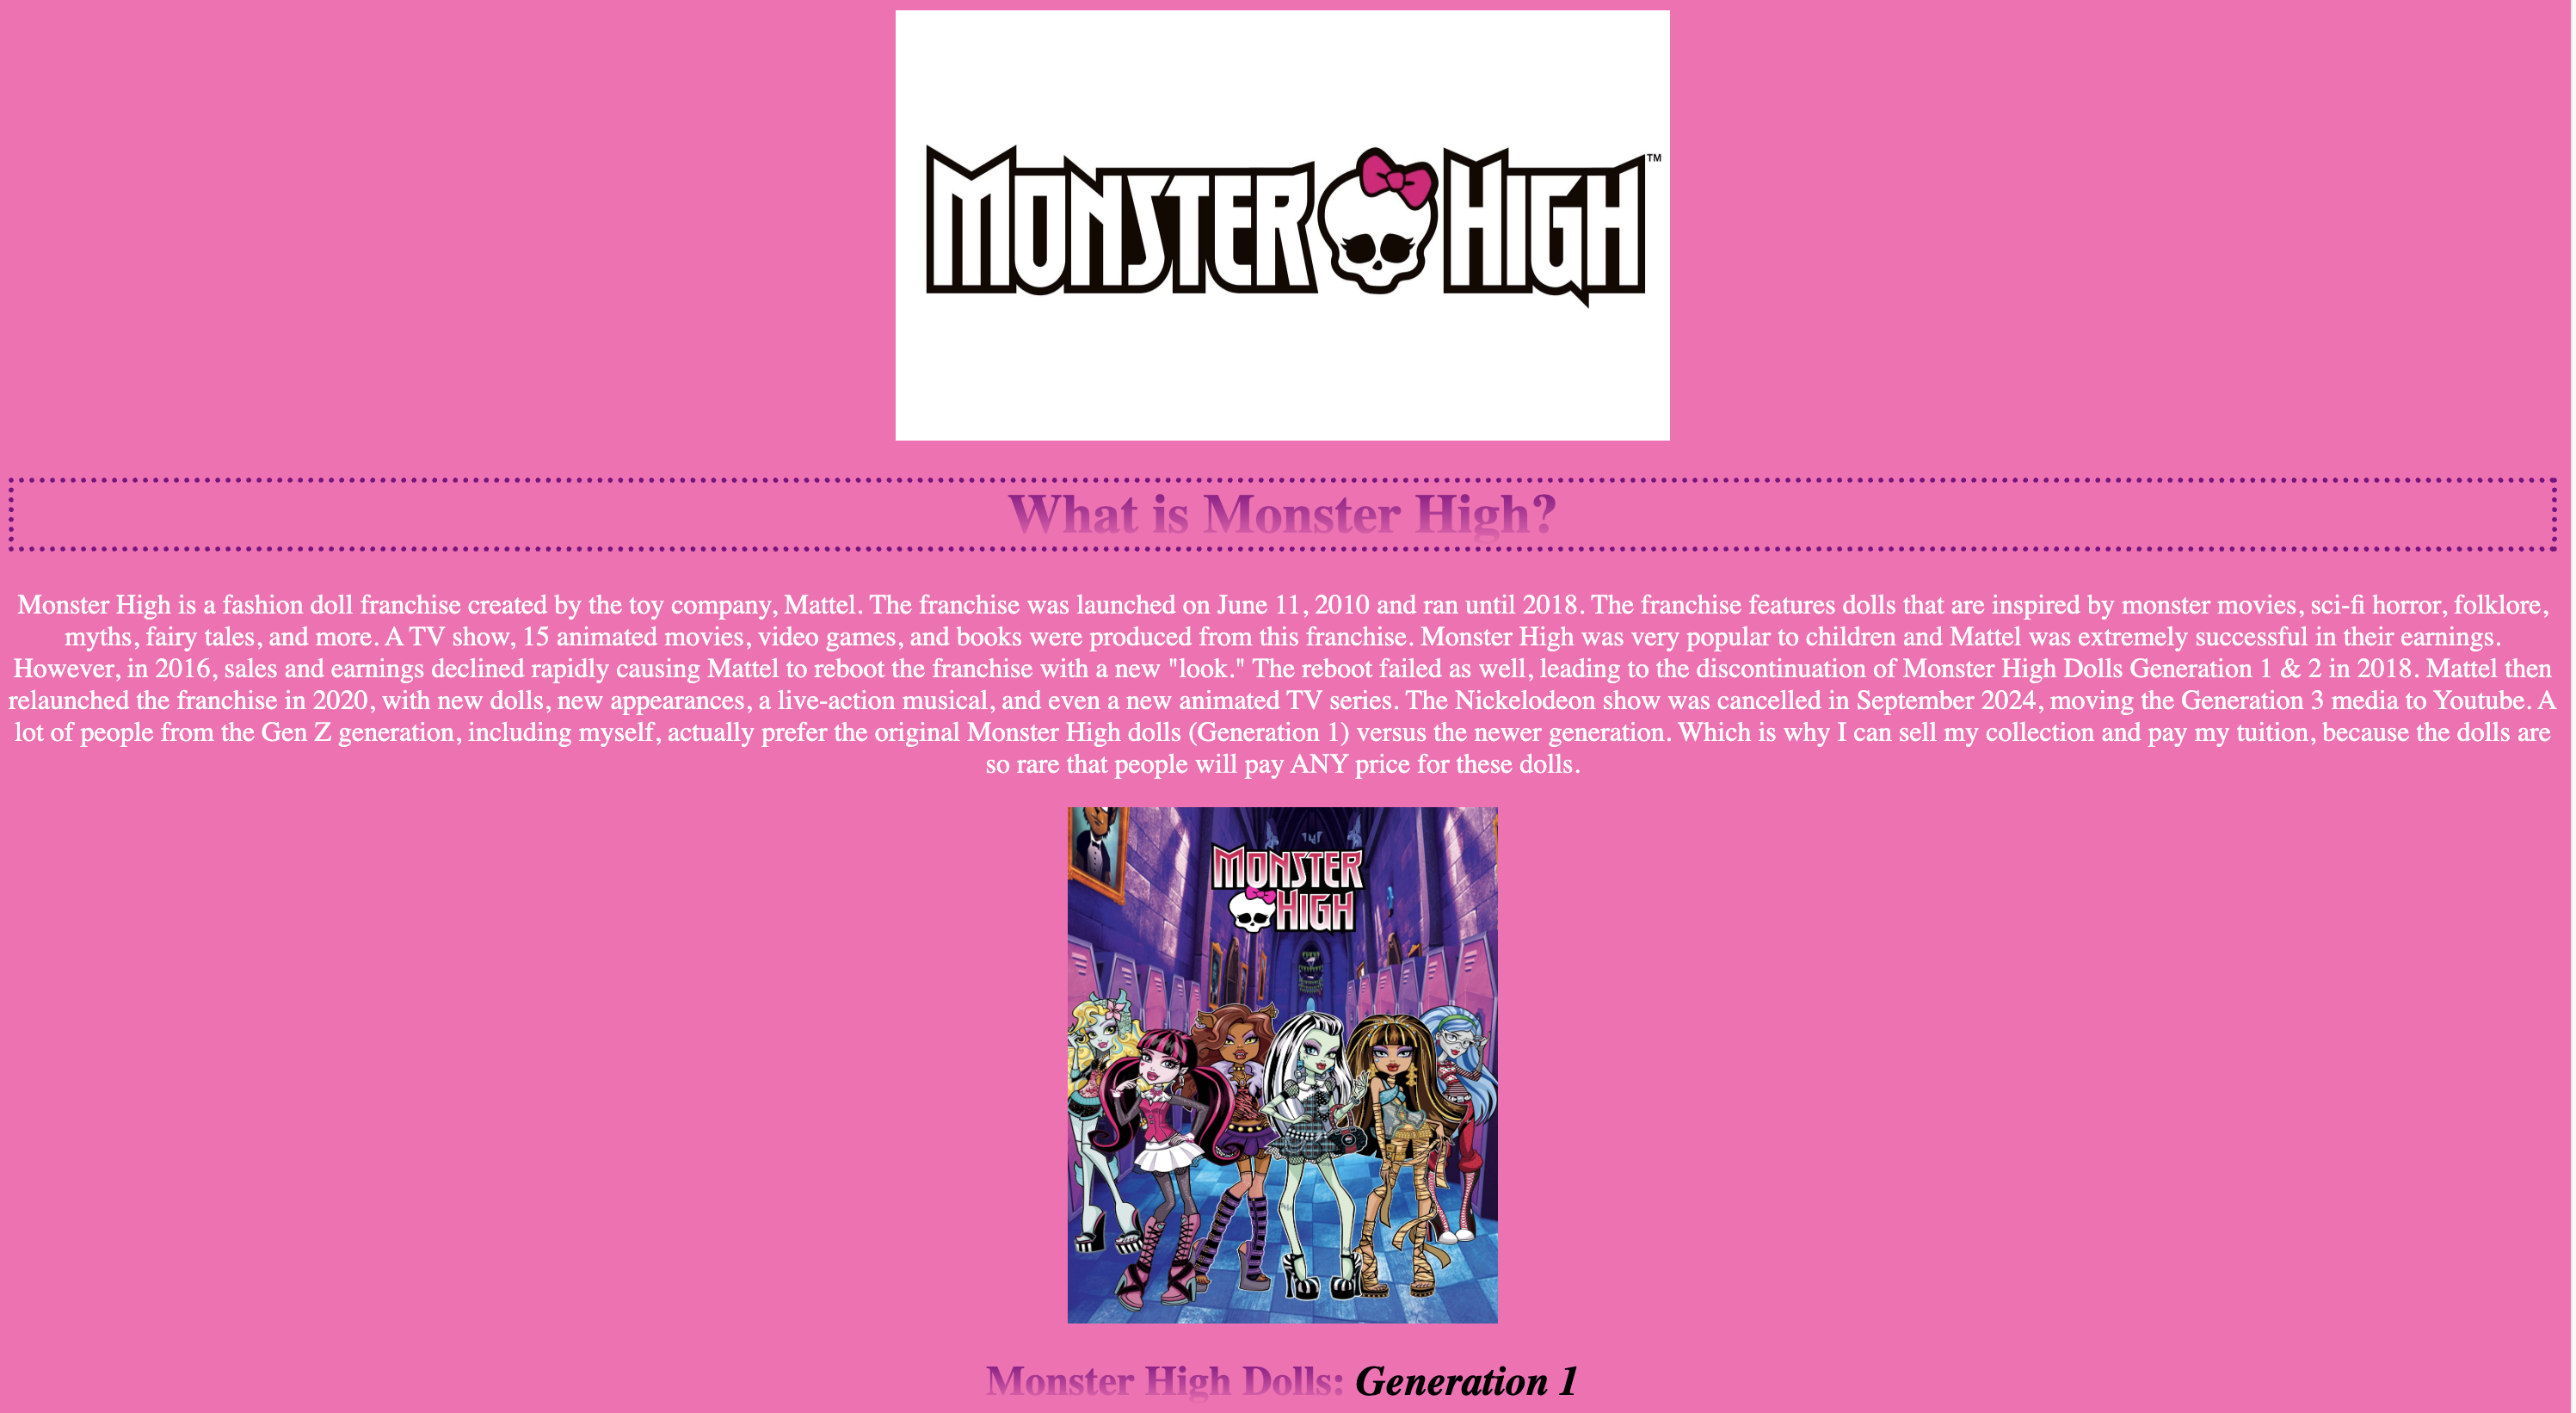 MONSTER HIGH™
What is Monster High?
Monster High is a fashion doll franchise created by the toy company, Mattel. The franchise was launched on June 11, 2010 and ran until 2018. The franchise features dolls that are inspired by monster movies, sci-fi horror, folklore,
myths, fairy tales, and more. A TV show, 15 animated movies, video games, and books were produced from this franchise. Monster High was very popular to children and Mattel was extremely successful in their earnings.
However, in 2016, sales and earnings declined rapidly causing Mattel to reboot the franchise with a new "look." The reboot failed as well, leading to the discontinuation of Monster High Dolls Generation 1 & 2 in 2018. Mattel then
relaunched the franchise in 2020, with new dolls, new appearances, a live-action musical, and even a new animated TV series. The Nickelodeon show was cancelled in September 2024, moving the Generation 3 media to Youtube. A
lot of people from the Gen Z generation, including myself, actually prefer the original Monster High dolls (Generation 1) versus the newer generation. Which is why I can sell my collection and pay my tuition, because the dolls are
so rare that people will pay ANY price for these dolls.
MONSTER
HIGH
Monster High Dolls: Generation 1